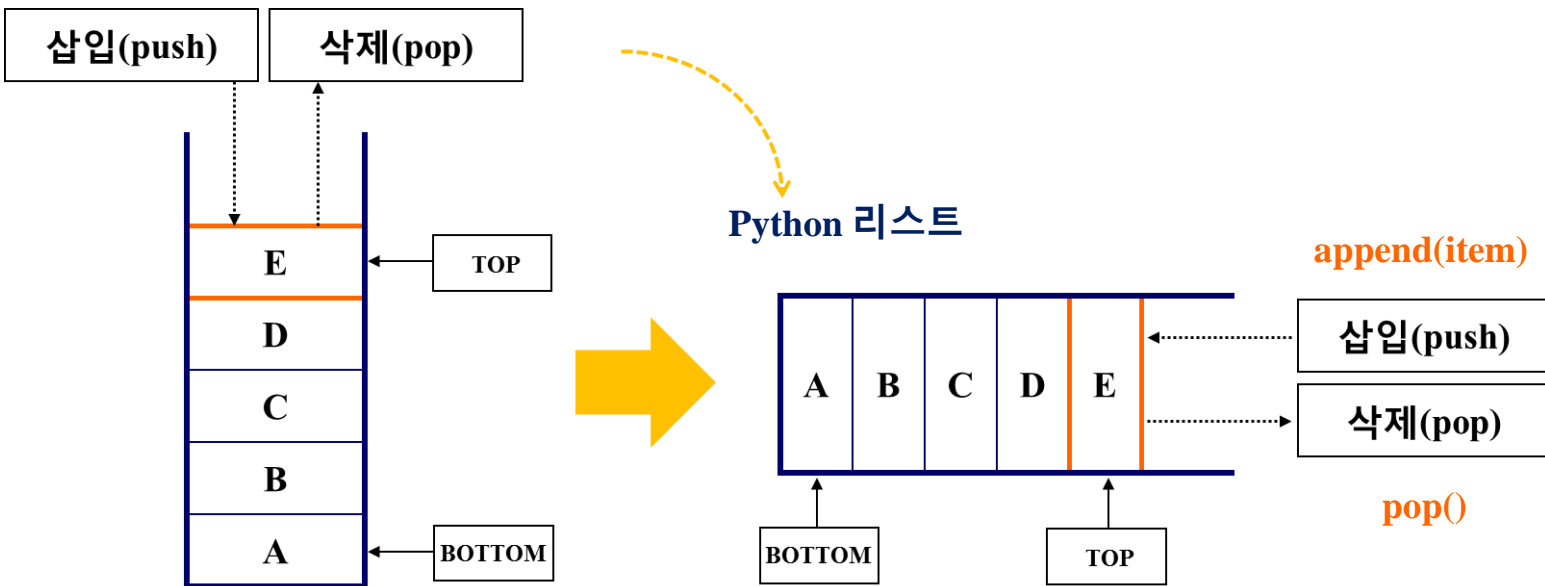 삽입(push)
삭제(pop)
E
TOP
D
C
B
A
BOTTOM
Python 리스트
append(item)
삽입(push)
삭제(pop)
pop()
A B C D E
BOTTOM
TOP